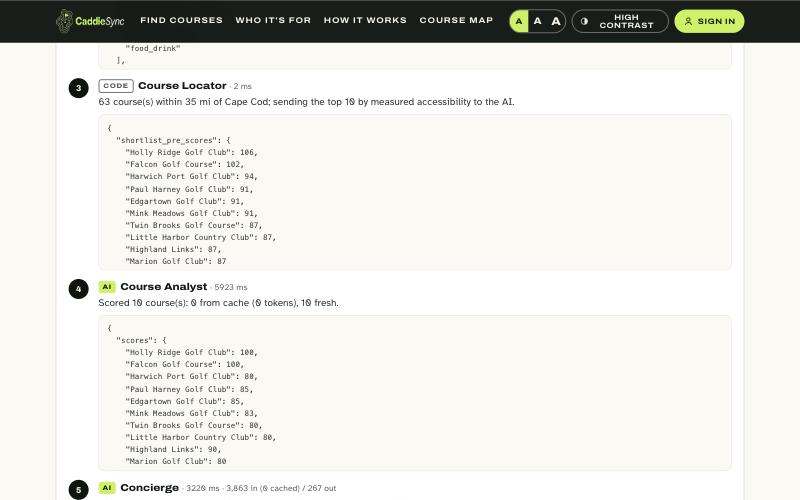 CaddieSync
FIND COURSES WHO IT'S FOR HOW IT WORKS COURSE MAP A A A HIGH CONTRAST SIGN IN
"food_drink"
],
3 CODE Course Locator · 2 ms
63 course(s) within 35 mi of Cape Cod; sending the top 10 by measured accessibility to the AI.
{
"shortlist_pre_scores": {
"Holly Ridge Golf Club": 106,
"Falcon Golf Course": 102,
"Harwich Port Golf Club": 94,
"Paul Harney Golf Club": 91,
"Edgartown Golf Club": 91,
"Mink Meadows Golf Club": 91,
"Twin Brooks Golf Course": 87,
"Little Harbor Country Club": 87,
"Highland Links": 87,
"Marion Golf Club": 87
4 AI Course Analyst · 5923 ms
Scored 10 course(s): 0 from cache (0 tokens), 10 fresh.
{
"scores": {
"Holly Ridge Golf Club": 100,
"Falcon Golf Course": 100,
"Harwich Port Golf Club": 80,
"Paul Harney Golf Club": 85,
"Edgartown Golf Club": 85,
"Mink Meadows Golf Club": 83,
"Twin Brooks Golf Course": 80,
"Little Harbor Country Club": 80,
"Highland Links": 90,
"Marion Golf Club": 80
5 AI Concierge · 3220 ms · 3,863 in (0 cached) / 267 out